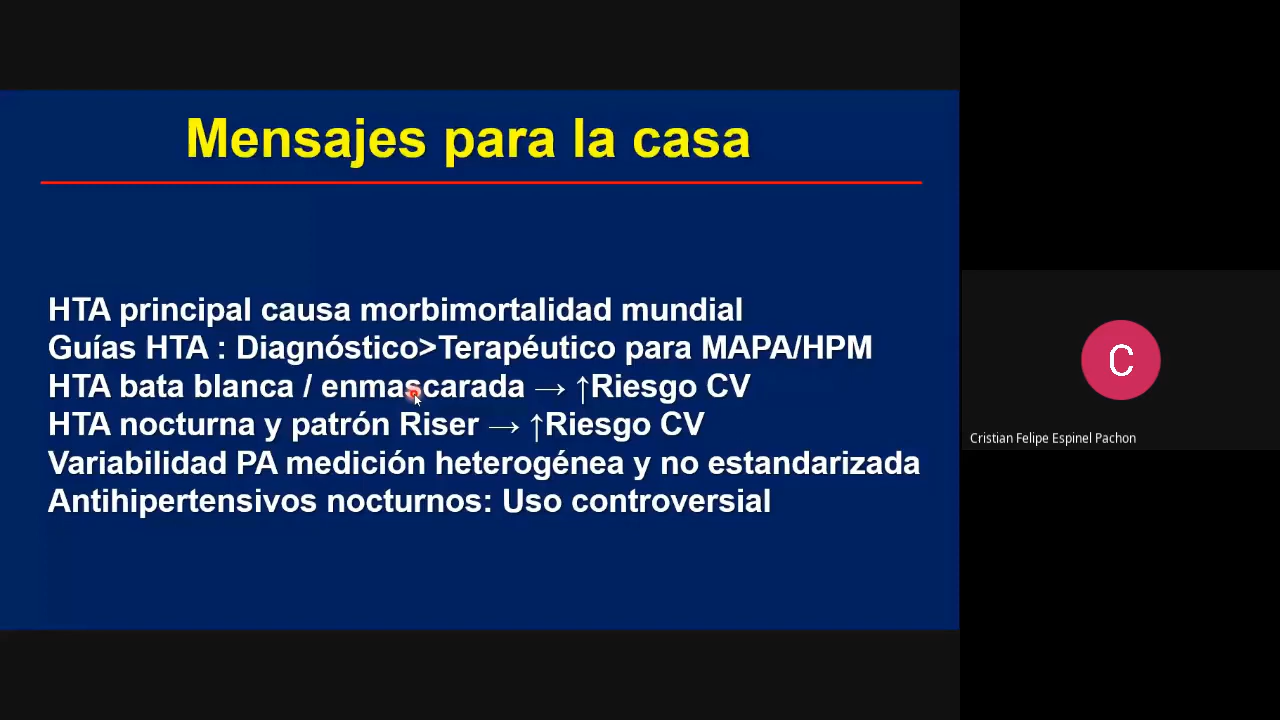 Mensajes para la casa
HTA principal causa morbimortalidad mundial
Guías HTA : Diagnóstico>Terapéutico para MAPA/HPM
HTA bata blanca / enmascarada → ↑Riesgo CV
HTA nocturna y patrón Riser → ↑Riesgo CV
Variabilidad PA medición heterogénea y no estandarizada
Antihipertensivos nocturnos: Uso controversial
C
Cristian Felipe Espinel Pachon